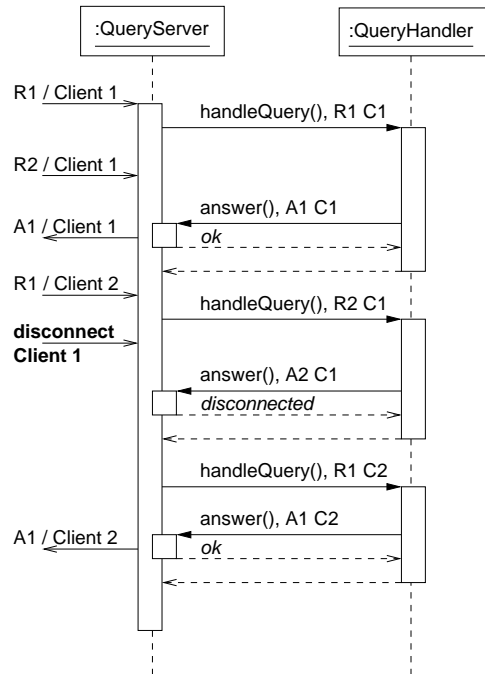 :QueryServer
:QueryHandler
R1 / Client 1
handleQuery(), R1 C1
R2 / Client 1
answer(), A1 C1
A1 / Client 1
ok
R1 / Client 2
handleQuery(), R2 C1
disconnect
Client 1
answer(), A2 C1
disconnected
handleQuery(), R1 C2
answer(), A1 C2
A1 / Client 2
ok